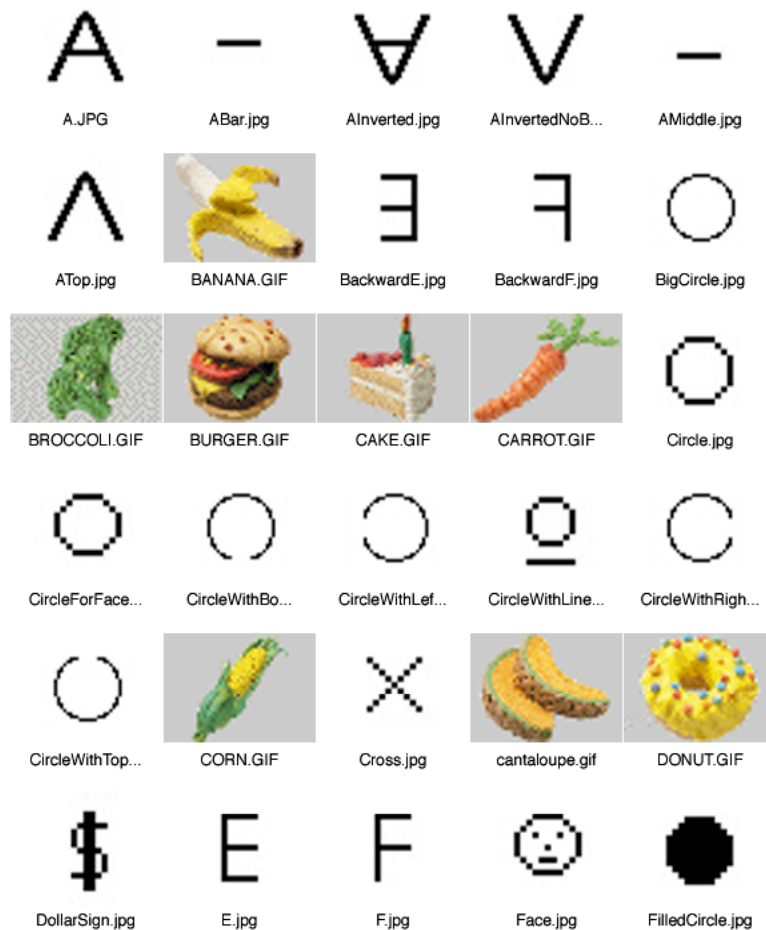 A.JPG ABar.jpg AInverted.jpg AInvertedNoB... AMiddle.jpg
ATop.jpg BANANA.GIF BackwardE.jpg BackwardF.jpg BigCircle.jpg
BROCCOLI.GIF BURGER.GIF CAKE.GIF CARROT.GIF Circle.jpg
CircleForFace... CircleWithBo... CircleWithLef... CircleWithLine... CircleWithRigh...
CircleWithTop... CORN.GIF Cross.jpg cantaloupe.gif DONUT.GIF
$ E F
DollarSign.jpg E.jpg F.jpg Face.jpg FilledCircle.jpg